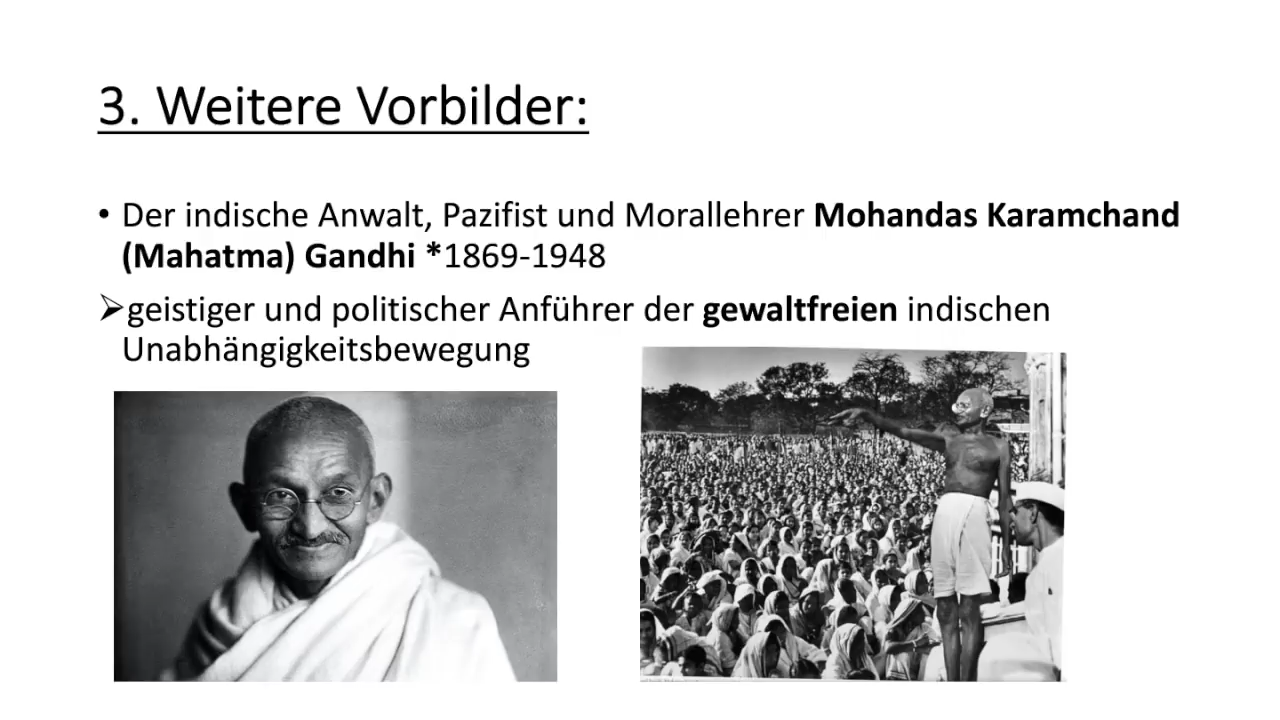 3. Weitere Vorbilder:
• Der indische Anwalt, Pazifist und Morallehrer Mohandas Karamchand
(Mahatma) Gandhi *1869-1948
➢geistiger und politischer Anführer der gewaltfreien indischen
Unabhängigkeitsbewegung